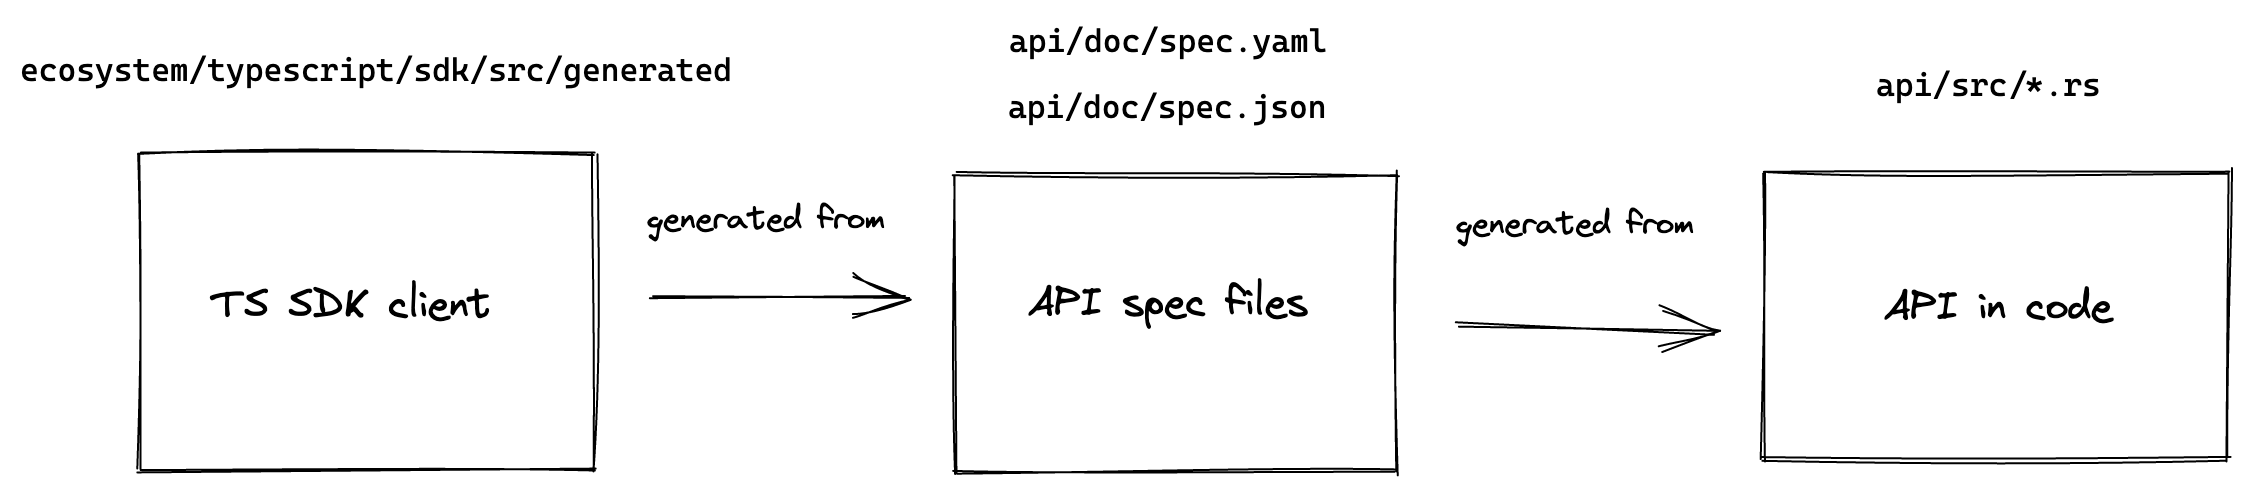 ecosystem/typescript/sdk/src/generated
api/doc/spec.yaml
api/doc/spec.json
api/src/*.rs
generated from
generated from
TS SDK client
API spec files
API in code